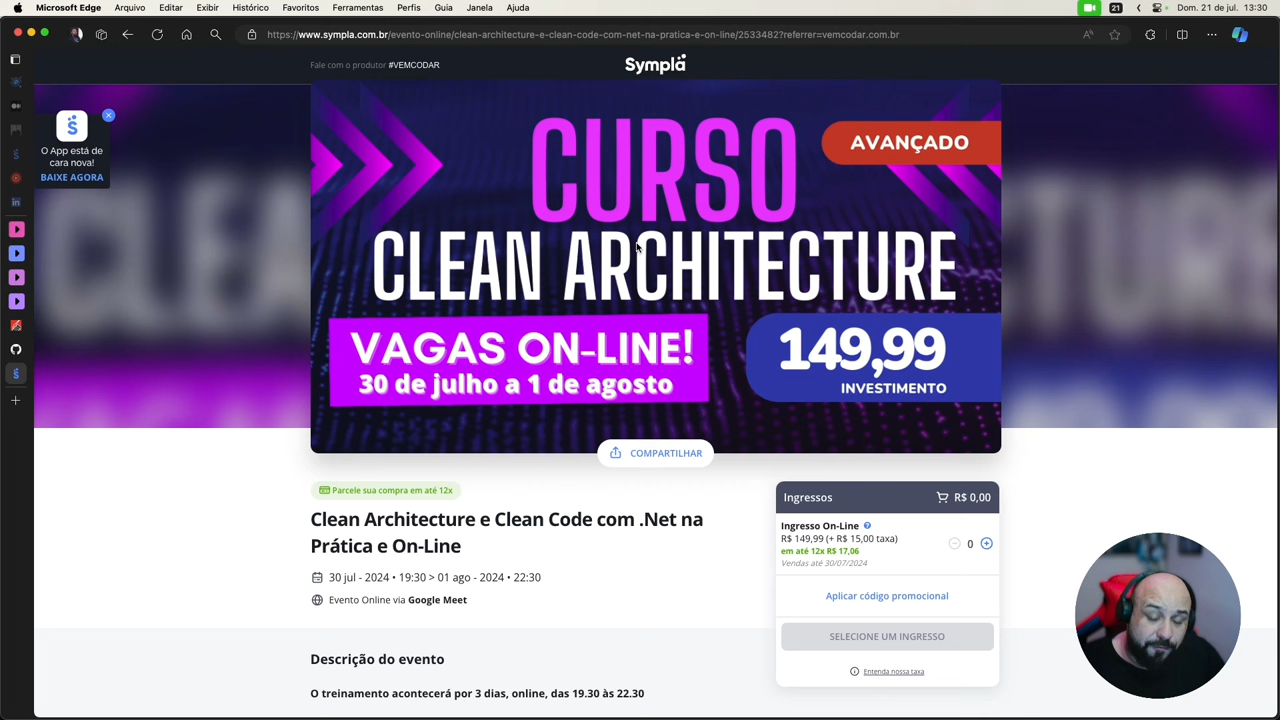 Microsoft Edge Arquivo Editar Exibir Histórico Favoritos Ferramentas Perfis Guia Janela Ajuda 21 Dom. 21 de jul. 13:30
https://www.sympla.com.br/evento-online/clean-architecture-e-clean-code-com-net-na-pratica-e-on-line/2533482?referrer=vemcodar.com.br
Fale com o produtor #VEMCODAR
Sympla
O App está de
cara nova!
BAIXE AGORA
CURSO
AVANÇADO
CLEAN ARCHITECTURE
VAGAS ON-LINE!
30 de julho a 1 de agosto
149,99
INVESTIMENTO
COMPARTILHAR
Parcele sua compra em até 12x
Clean Architecture e Clean Code com .Net na
Prática e On-Line
30 jul - 2024 • 19:30 > 01 ago - 2024 • 22:30
Evento Online via Google Meet
Ingressos R$ 0,00
Ingresso On-Line
R$ 149,99 (+ R$ 15,00 taxa)
em até 12x R$ 17,06
Vendas até 30/07/2024
0
Aplicar código promocional
SELECIONE UM INGRESSO
Entenda nossa taxa
Descrição do evento
O treinamento acontecerá por 3 dias, online, das 19.30 às 22.30